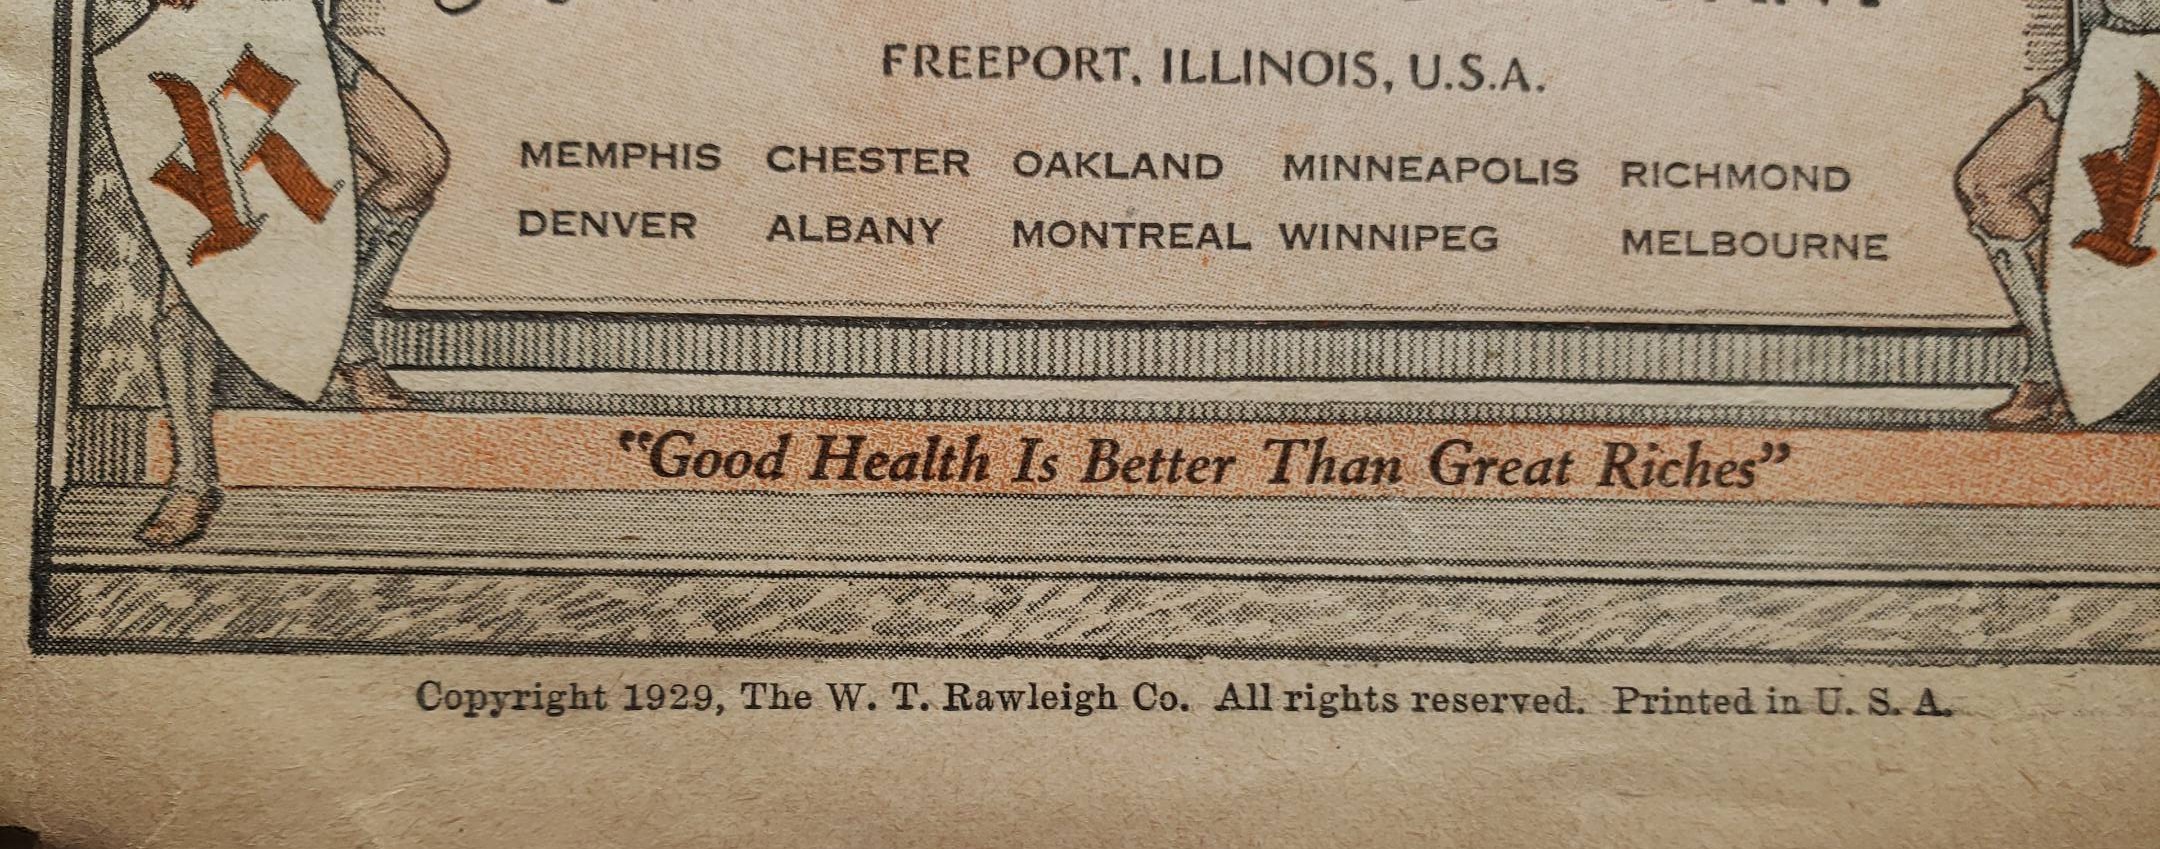 FREEPORT, ILLINOIS, U.S.A.
MEMPHIS CHESTER OAKLAND MINNEAPOLIS RICHMOND
DENVER ALBANY MONTREAL WINNIPEG MELBOURNE
R
"Good Health Is Better Than Great Riches"
Copyright 1929, The W. T. Rawleigh Co. All rights reserved. Printed in U. S. A.